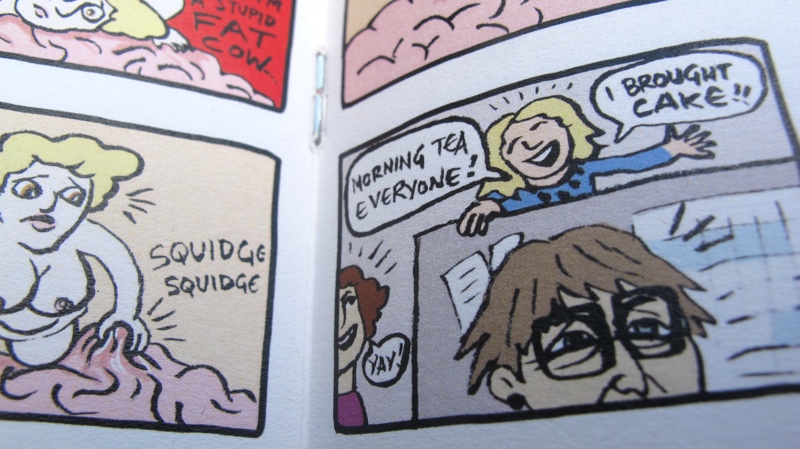 A STUPID
FAT
COW..
SQUIDGE
SQUIDGE
MORNING TEA
EVERYONE!
I BROUGHT
CAKE!!
YAY!